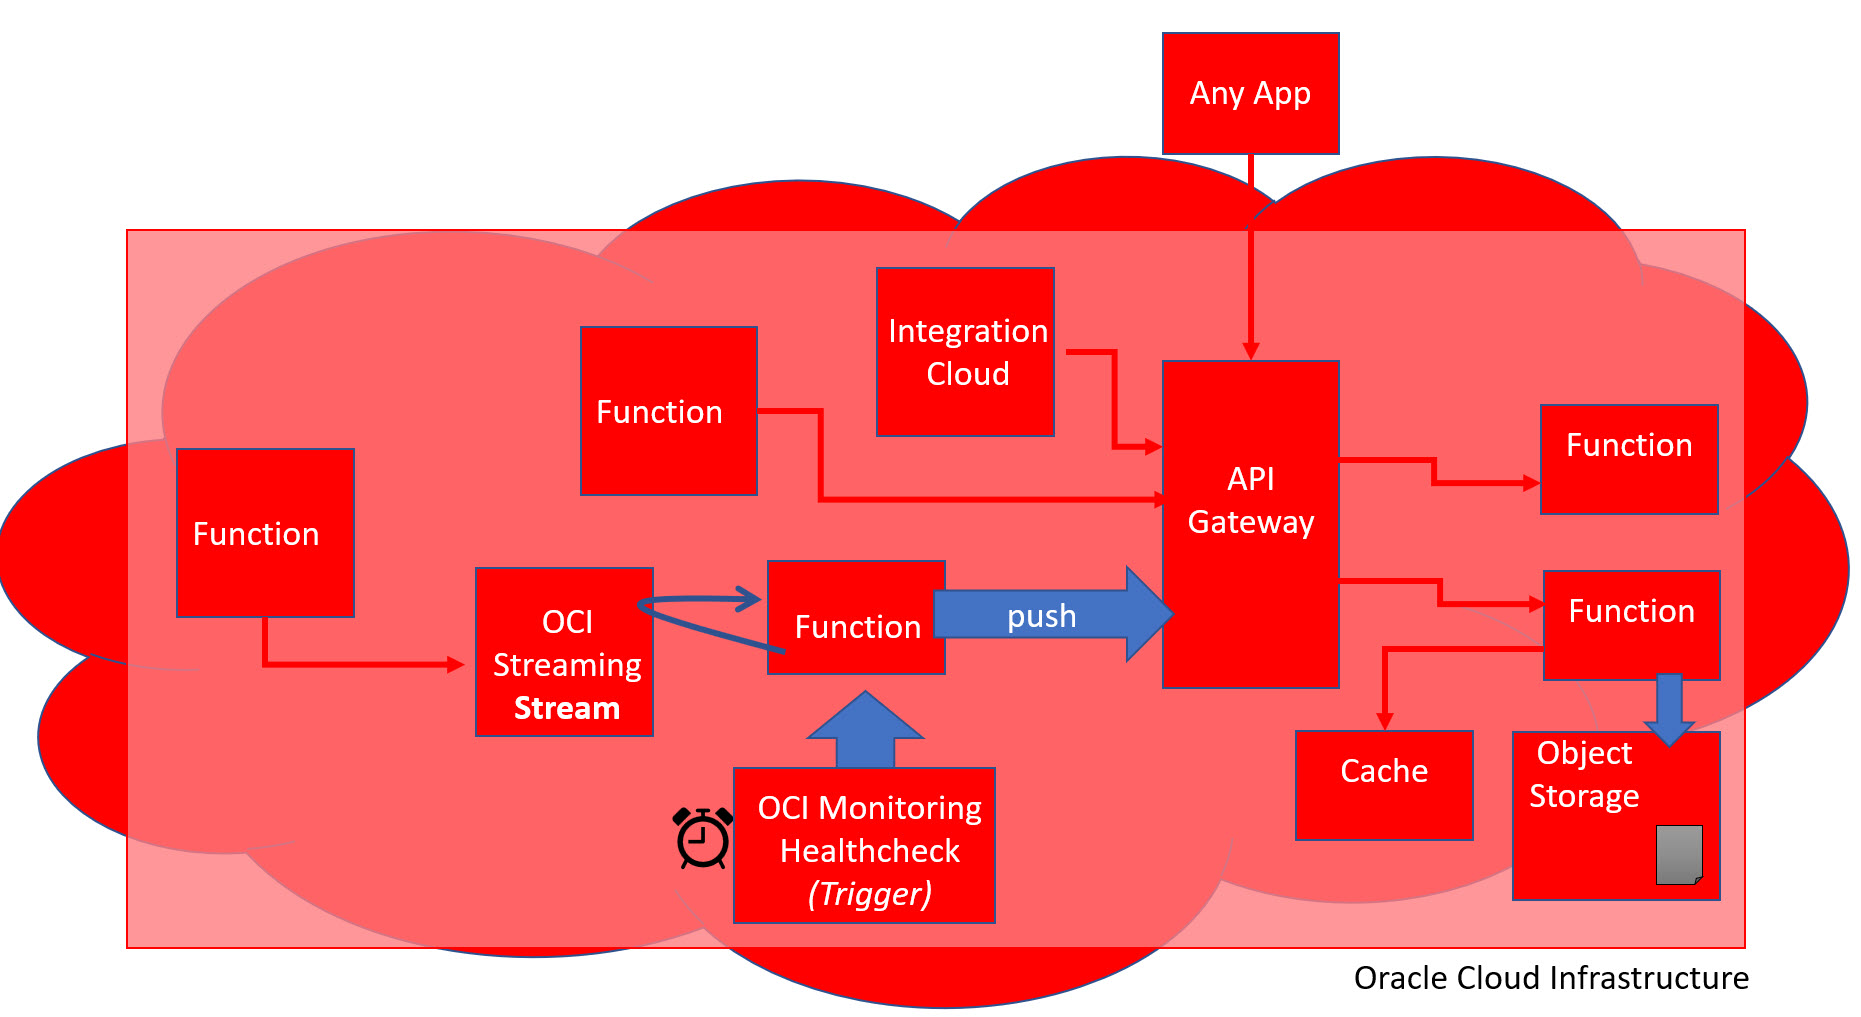 Any App
Integration
Cloud
Function
Function
API
Gateway
Function
OCI
Streaming
Stream
Function
push
Function
OCI Monitoring
Healthcheck
(Trigger)
Cache
Object
Storage
Oracle Cloud Infrastructure